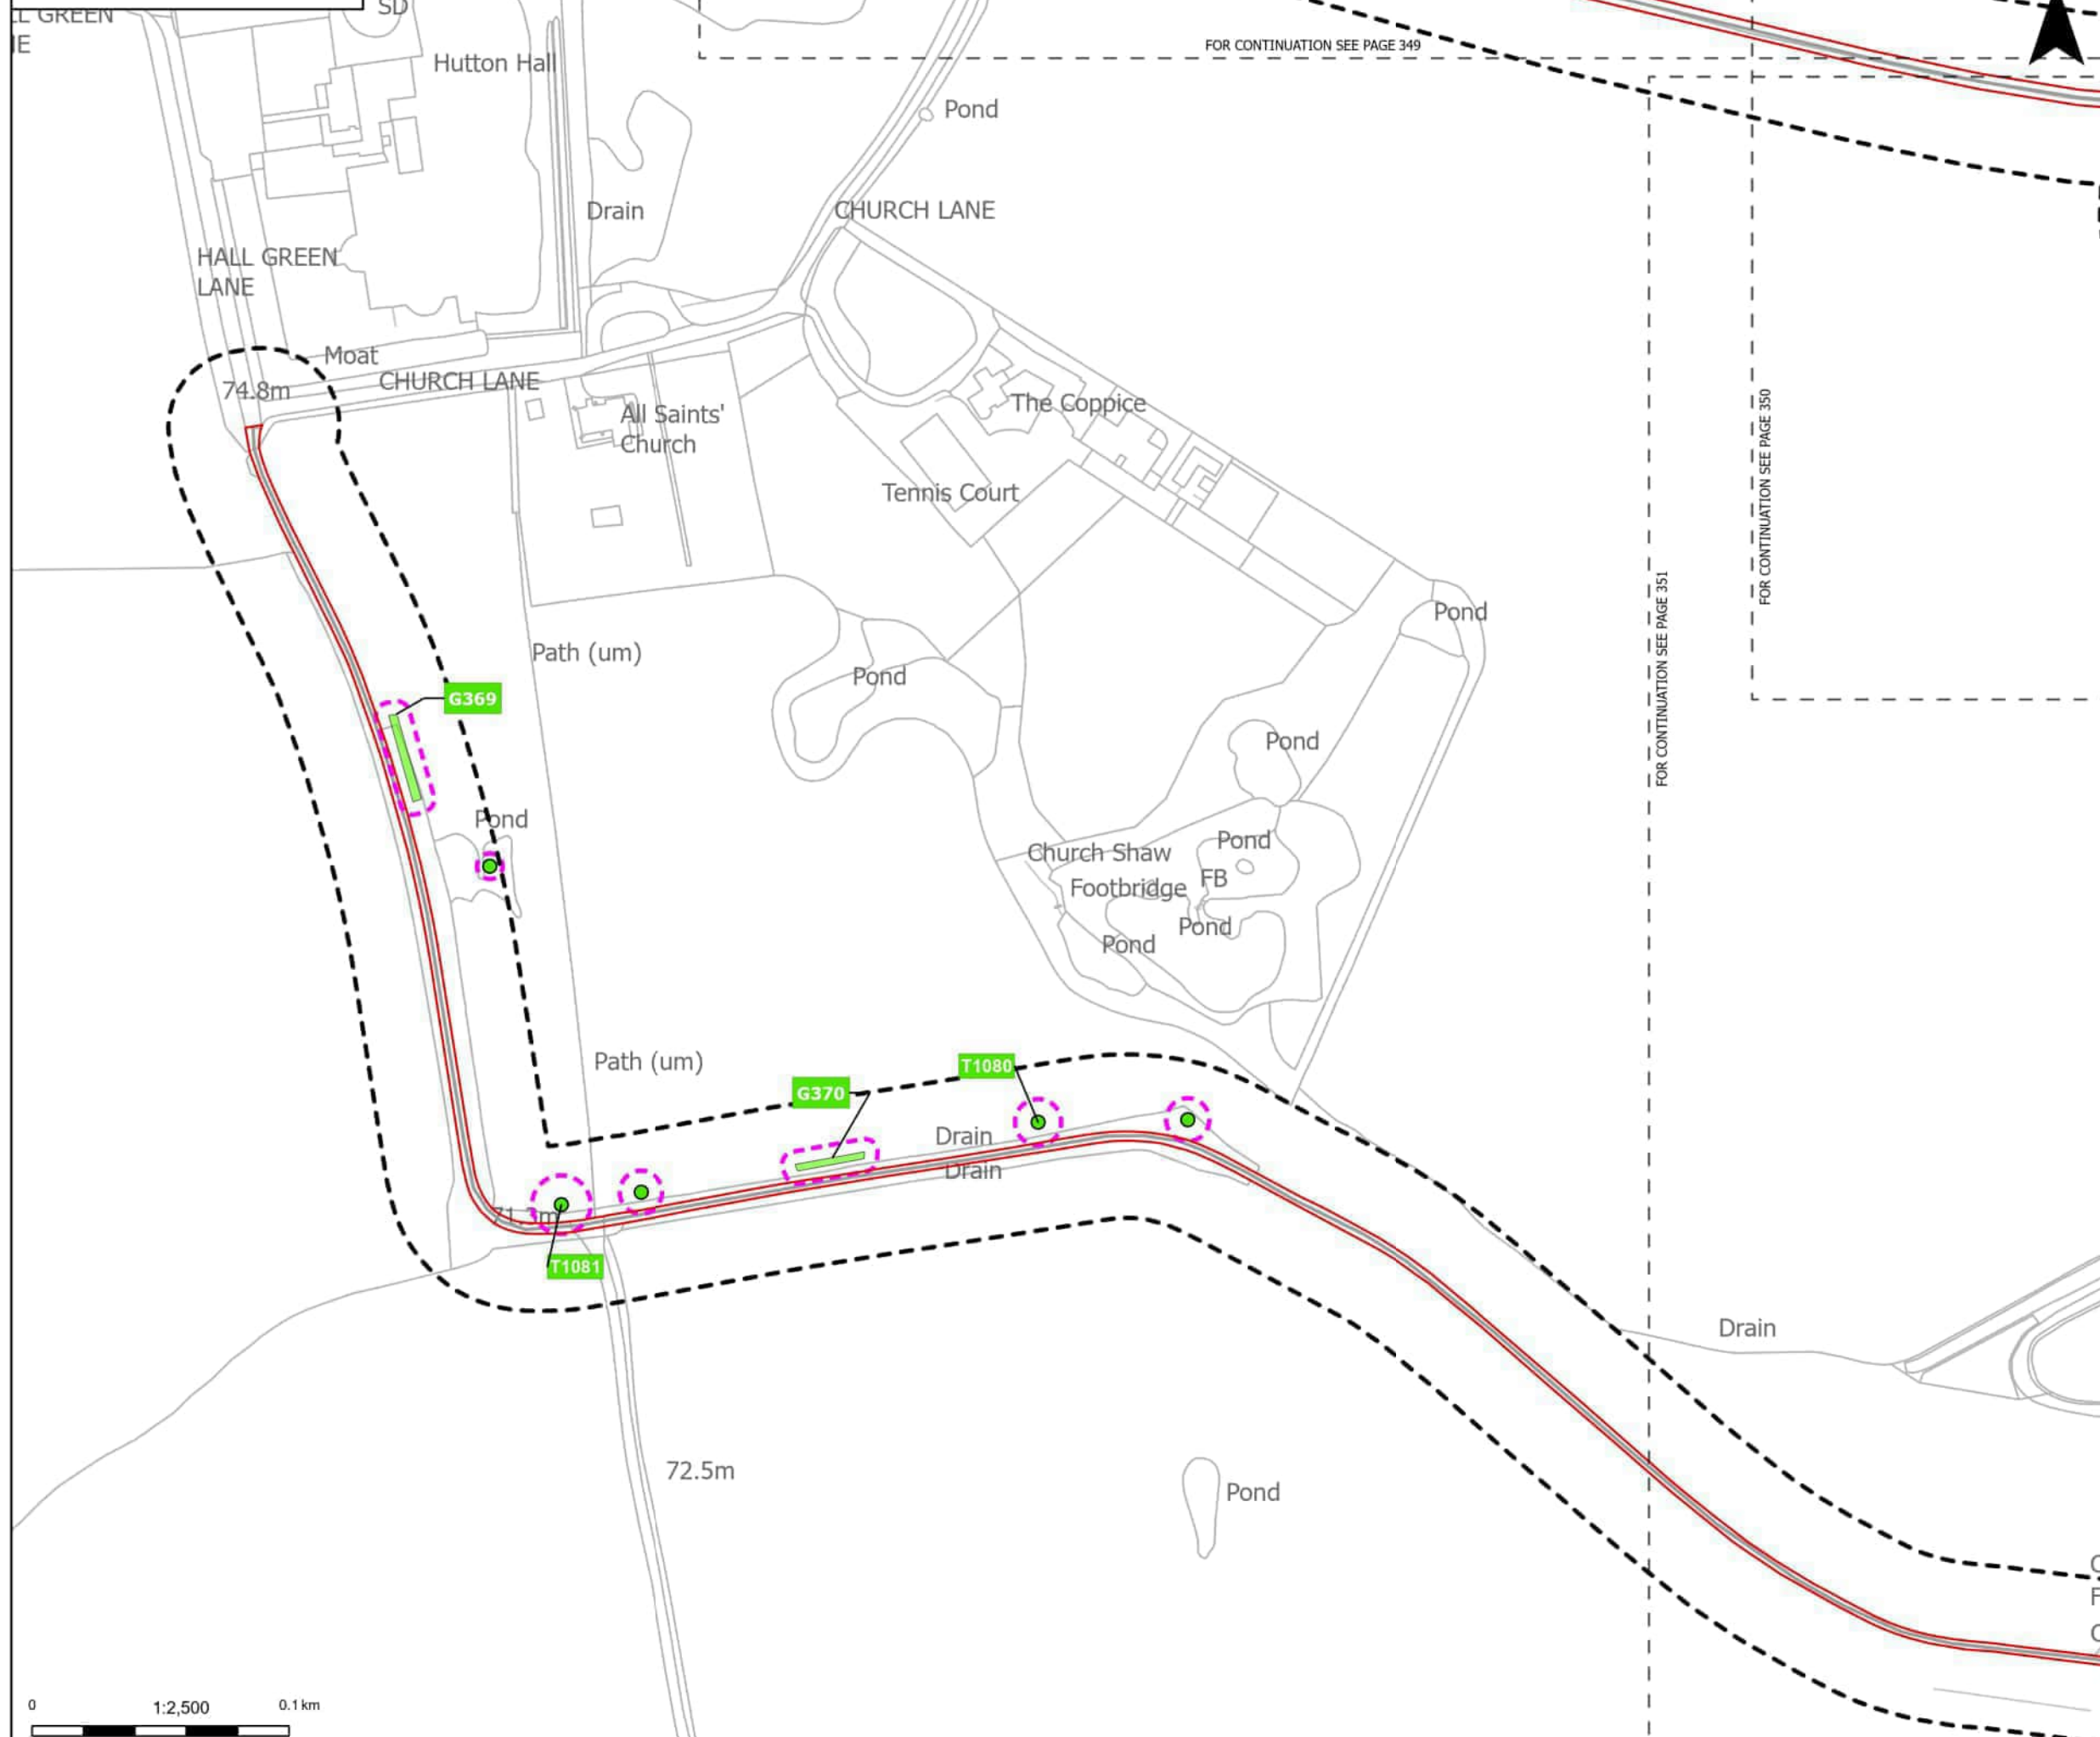 SD
LL GREEN
Hutton Hall
FOR CONTINUATION SEE PAGE 349
Pond
Drain
CHURCH LANE
HALL GREEN
LANE
Moat
74.8m
CHURCH LANE
All Saints'
Church
The Coppice
Tennis Court
FOR CONTINUATION SEE PAGE 350
FOR CONTINUATION SEE PAGE 351
Pond
Path (um)
Pond
G369
Pond
Pond
Pond
Church Shaw
Footbridge
FB
Pond
Pond
Path (um)
T1080
G370
Drain
Drain
T1081
Drain
72.5m
Pond
0
1:2,500
0.1 km